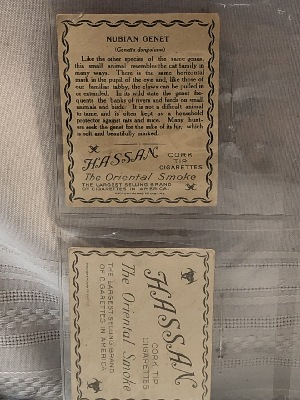 NUBIAN GENET
(Genetta dongolana)
Like the other species of the same genus,
this small animal resembles the cat family in
many ways. There is the same horizontal
mark in the pupil of the eye and, like those of
our familiar tabby, the claws can be pulled in
or extended. In its wild state the genet fre-
quents the banks of rivers and feeds on small
animals and birds. It is not a difficult animal
to tame, and is often kept as a household
protector against rats and mice. Many hunt-
ers seek the genet for the sake of its fur, which
is soft and beautifully marked.
HASSAN
CORK
TIP
CIGARETTES
The Oriental Smoke
THE LARGEST SELLING BRAND
OF CIGARETTES IN AMERICA.
HASSAN
CORK TIP
CIGARETTES
The Oriental Smoke
THE LARGEST SELLING BRAND
OF CIGARETTES IN AMERICA.